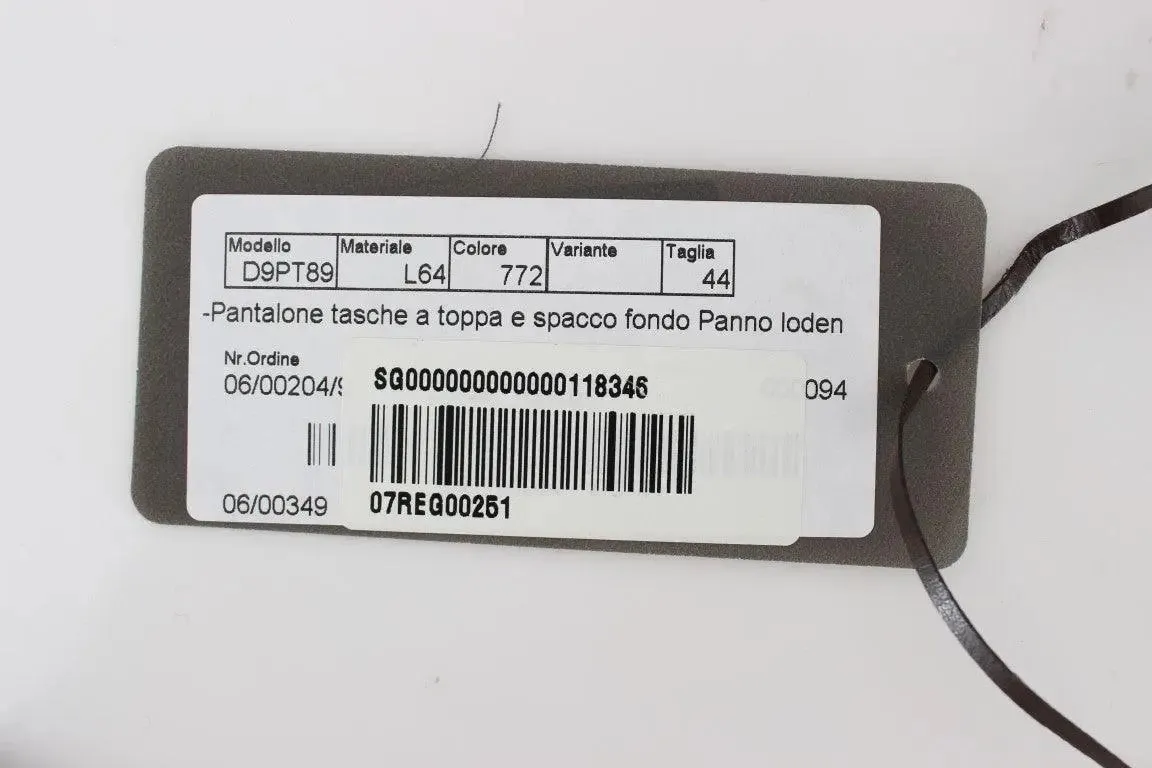 Modello Materiale Colore Variante Taglia
D9PT89 L64 772 44
-Pantalone tasche a toppa e spacco fondo Panno loden
Nr.Ordine
06/00204/ 094
SG000000000000118346
06/00349
07REG00251